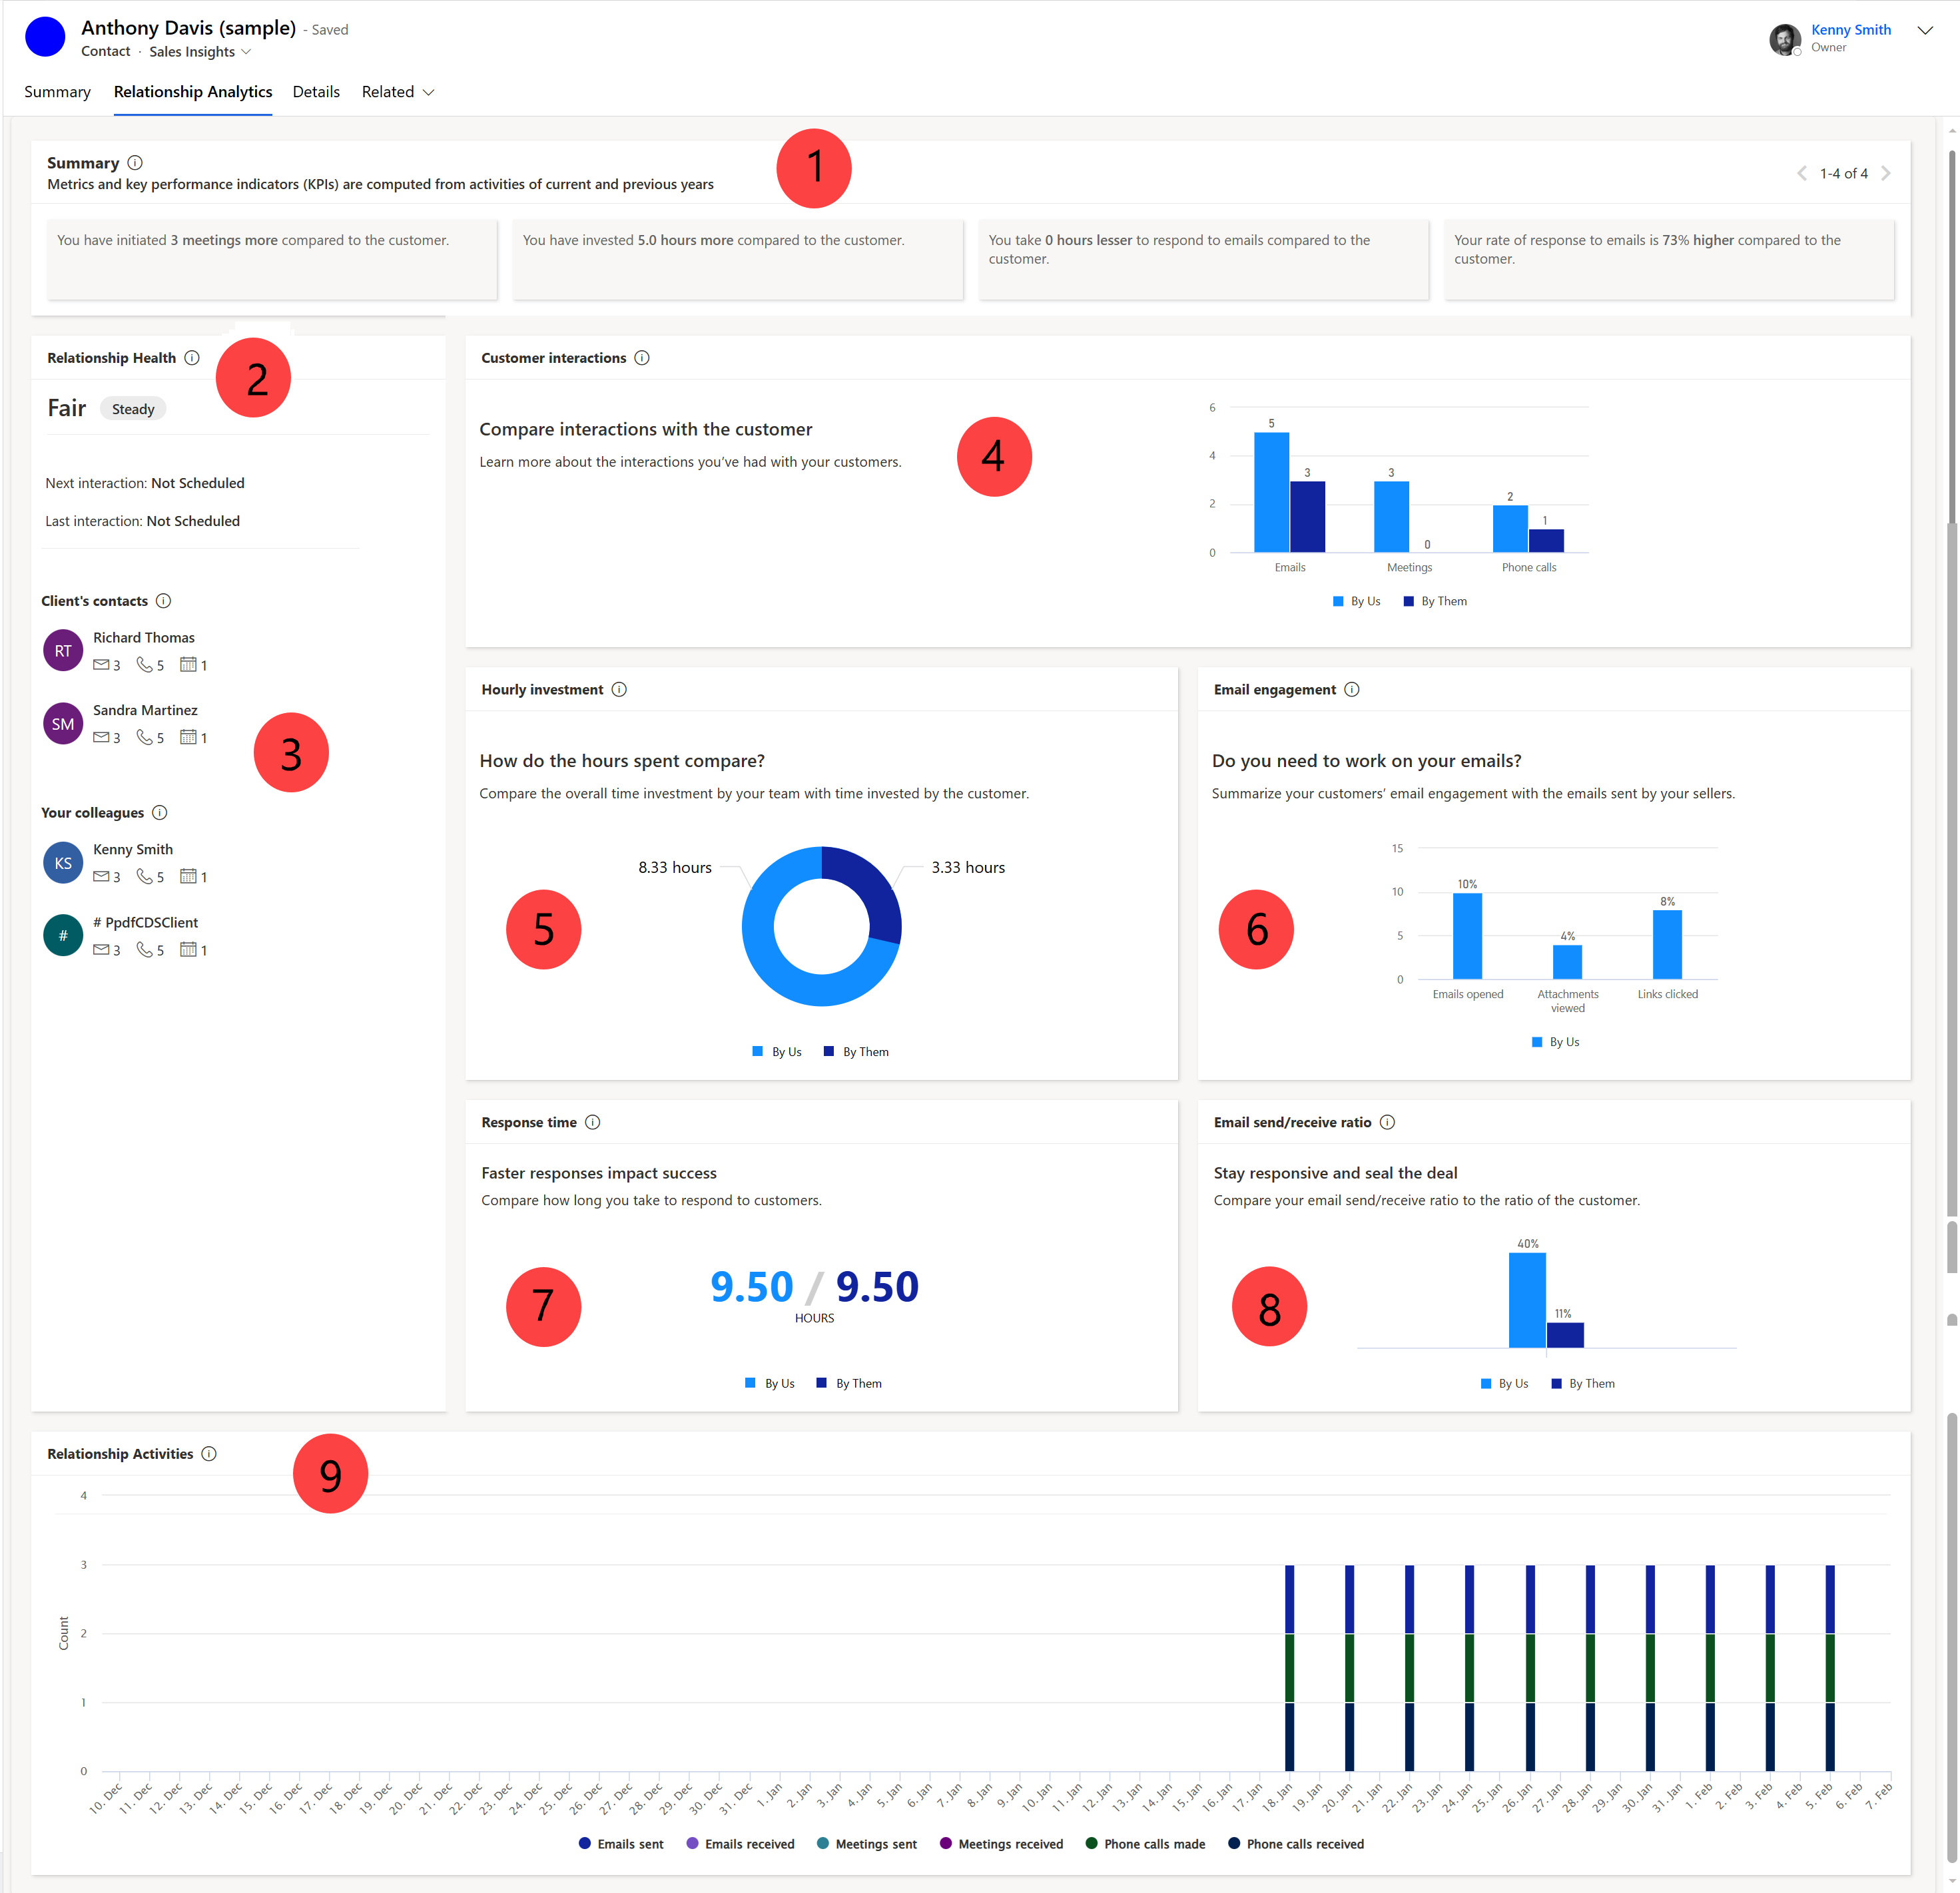 Anthony Davis (sample) - Saved
Contact · Sales Insights
Kenny Smith
Owner
Summary Relationship Analytics Details Related
Summary
Metrics and key performance indicators (KPIs) are computed from activities of current and previous years
1
1-4 of 4
You have initiated 3 meetings more compared to the customer.
You have invested 5.0 hours more compared to the customer.
You take 0 hours lesser to respond to emails compared to the
customer.
Your rate of response to emails is 73% higher compared to the
customer.
Relationship Health
2
Fair Steady
Next interaction: Not Scheduled
Last interaction: Not Scheduled
Client's contacts
RT
Richard Thomas
3 5 1
SM
Sandra Martinez
3 5 1
3
Your colleagues
KS
Kenny Smith
3 5 1
#
# PpdfCDSClient
3 5 1
Customer interactions
Compare interactions with the customer
Learn more about the interactions you've had with your customers.
4
6
4
2
0
5
3
3
0
2
1
Emails Meetings Phone calls
By Us By Them
Hourly investment
How do the hours spent compare?
Compare the overall time investment by your team with time invested by the customer.
8.33 hours 3.33 hours
5
By Us By Them
Email engagement
Do you need to work on your emails?
Summarize your customers' email engagement with the emails sent by your sellers.
6
15
10
5
0
10%
4%
8%
Emails opened Attachments Links clicked
viewed
By Us
Response time
Faster responses impact success
Compare how long you take to respond to customers.
7
9.50 / 9.50
HOURS
By Us By Them
Email send/receive ratio
Stay responsive and seal the deal
Compare your email send/receive ratio to the ratio of the customer.
8
40%
11%
By Us By Them
Relationship Activities
9
4
3
2
1
0
Count
10. Dec 11. Dec 12. Dec 13. Dec 14. Dec 15. Dec 16. Dec 17. Dec 18. Dec 19. Dec 20. Dec 21. Dec 22. Dec 23. Dec 24. Dec 25. Dec 26. Dec 27. Dec 28. Dec 29. Dec 30. Dec 31. Dec 1. Jan 2. Jan 3. Jan 4. Jan 5. Jan 6. Jan 7. Jan 8. Jan 9. Jan 10. Jan 11. Jan 12. Jan 13. Jan 14. Jan 15. Jan 16. Jan 17. Jan 18. Jan 19. Jan 20. Jan 21. Jan 22. Jan 23. Jan 24. Jan 25. Jan 26. Jan 27. Jan 28. Jan 29. Jan 30. Jan 31. Jan 1. Feb 2. Feb 3. Feb 4. Feb 5. Feb 6. Feb 7. Feb
Emails sent Emails received Meetings sent Meetings received Phone calls made Phone calls received